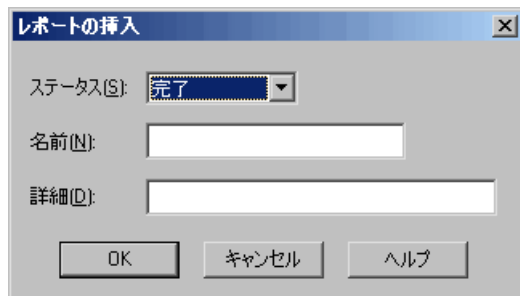 レポートの挿入
ステータス(S): 完了
名前(N):
詳細(D):
OK キャンセル ヘルプ